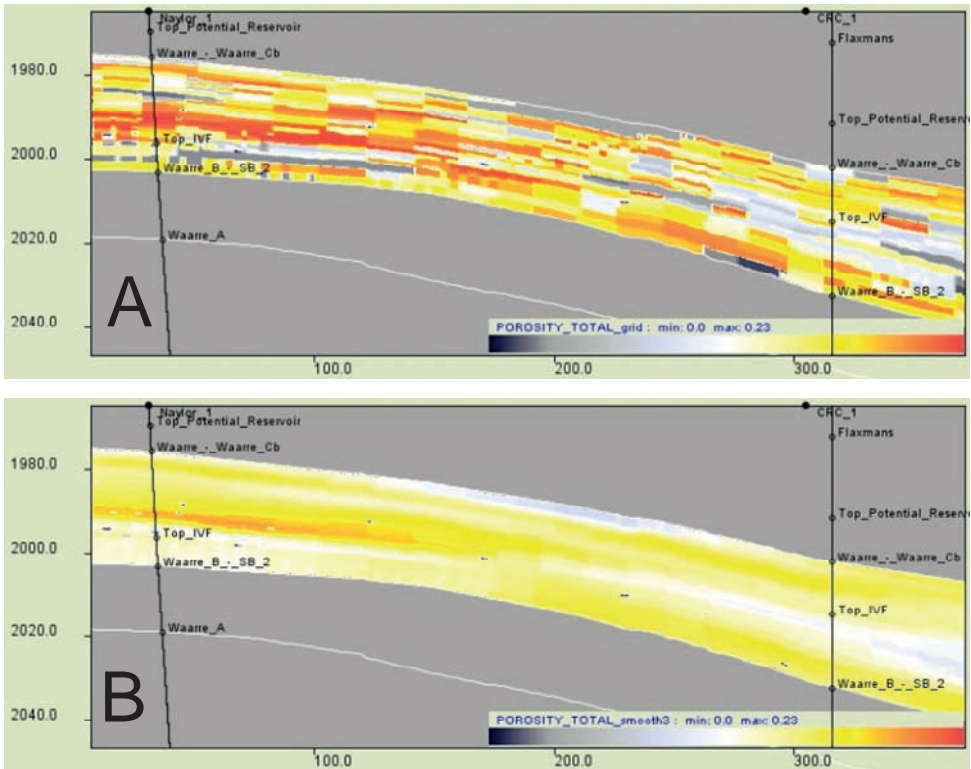 Naylor_1
CRC_1
Top_Potential_Reservoir
Flaxmans
Waarre_-_Waarre_Cb
1980.0
Top_Potential_Reserv
Top_IVF
2000.0
Waarre_-_Waarre_Cb
Waarre_B_-_SB_2
Top_IVF
2020.0
Waarre_A
A
Waarre_B_-_SB_2
2040.0
POROSITY_TOTAL_grid : min: 0.0 max: 0.23
100.0
200.0
300.0
Naylor_1
CRC_1
Top_Potential_Reservoir
Flaxmans
Waarre_-_Waarre_Cb
1980.0
Top_Potential_Reserv
Top_IVF
2000.0
Waarre_-_Waarre_Cb
Waarre_B_-_SB_2
Top_IVF
2020.0
Waarre_A
B
Waarre_B_-_SB_2
2040.0
POROSITY_TOTAL_smooth3 : min: 0.0 max: 0.23
100.0
200.0
300.0